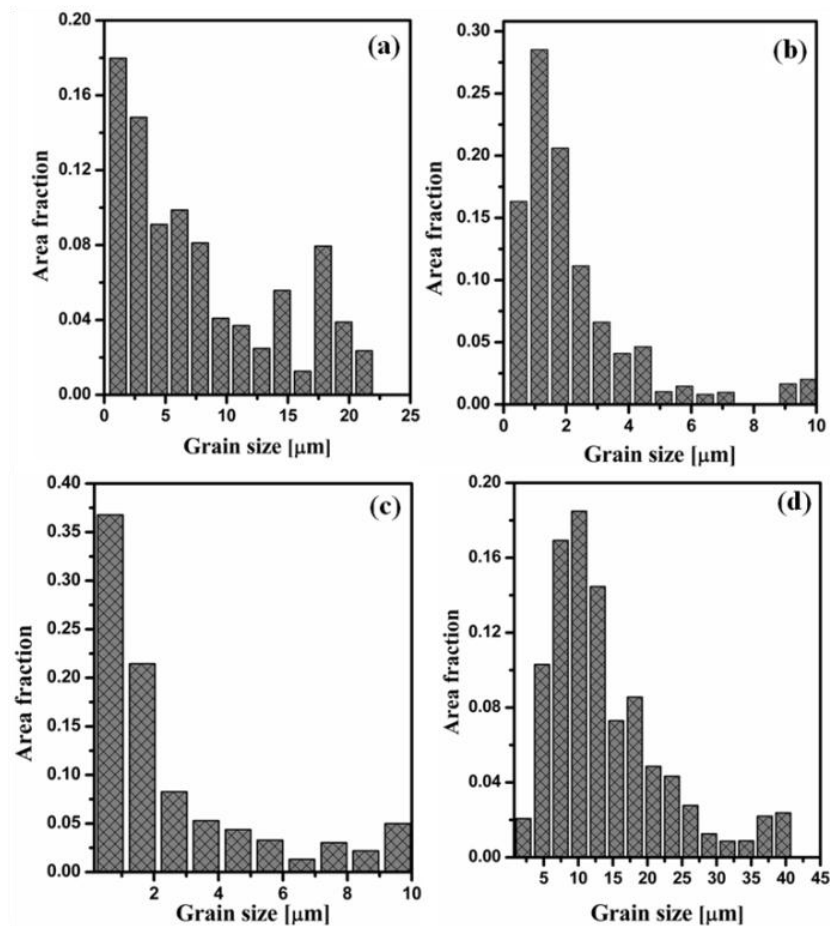 (a)
0.20
0.16
0.12
0.08
0.04
0.00
Area fraction
0 5 10 15 20 25
Grain size [μm]
(b)
0.30
0.25
0.20
0.15
0.10
0.05
0.00
Area fraction
0 2 4 6 8 10
Grain size [μm]
(c)
0.40
0.35
0.30
0.25
0.20
0.15
0.10
0.05
0.00
Area fraction
2 4 6 8 10
Grain size [μm]
(d)
0.20
0.16
0.12
0.08
0.04
0.00
Area fraction
5 10 15 20 25 30 35 40 45
Grain size [μm]